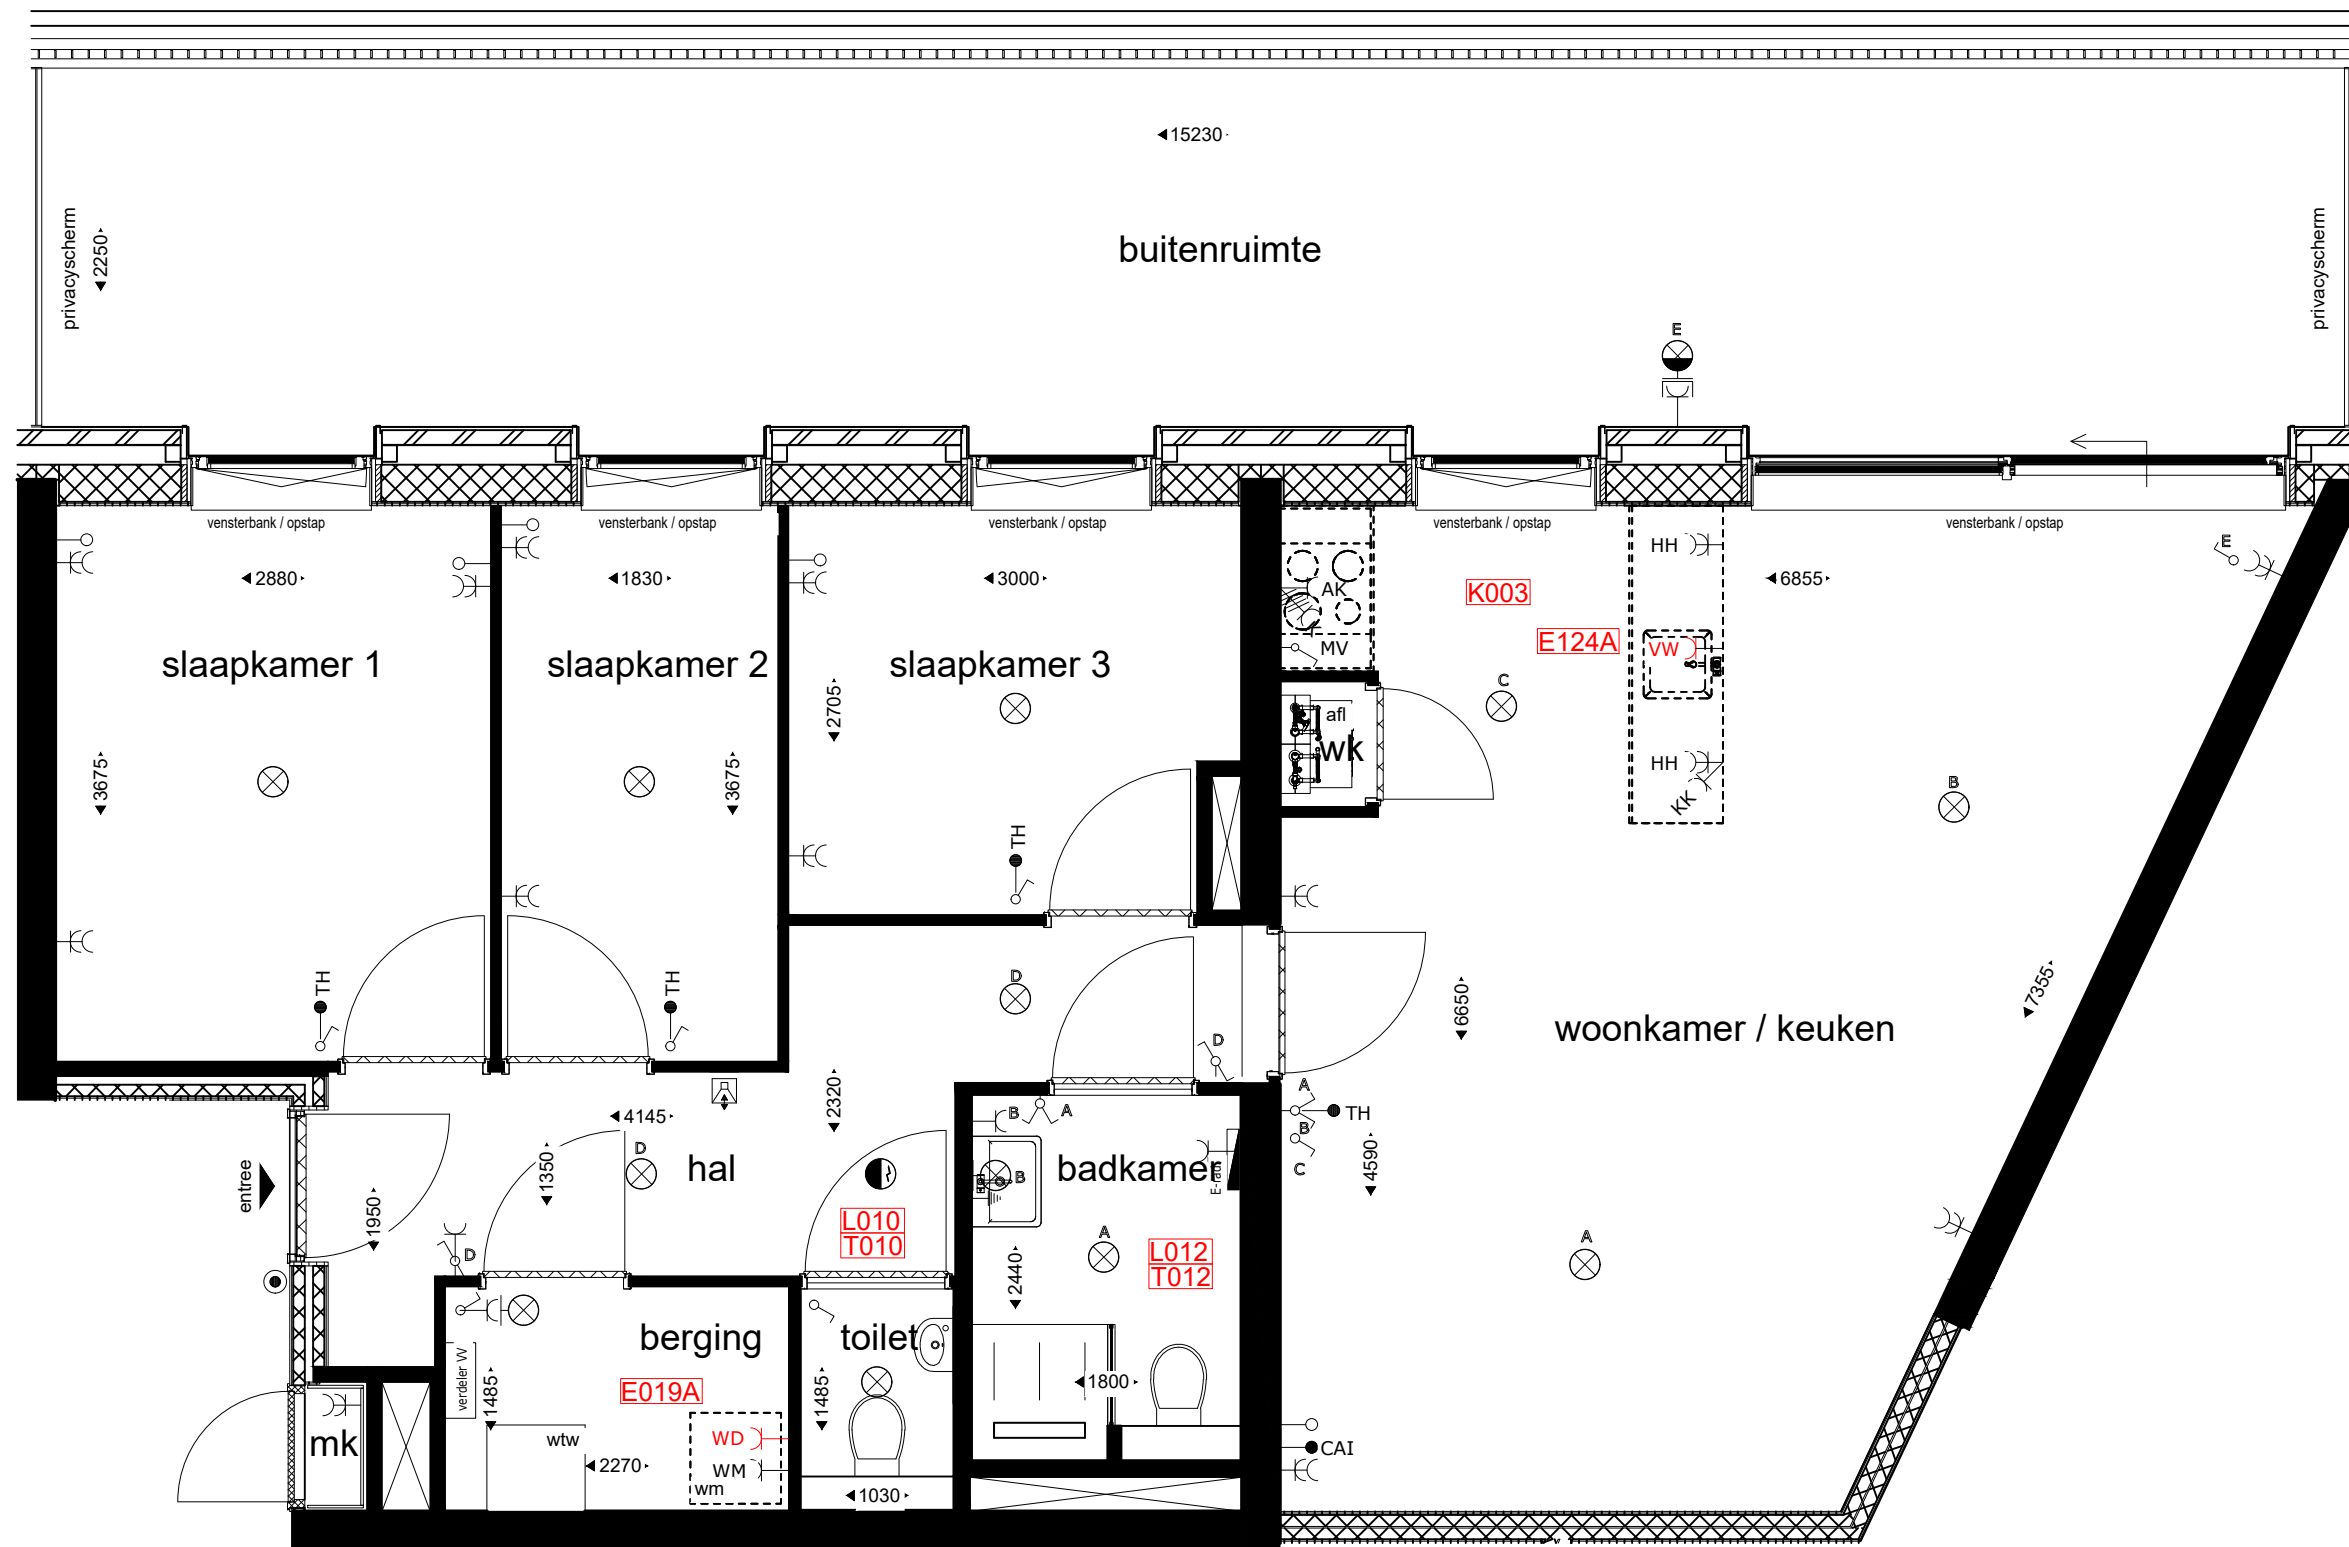 15230
privacyscherm
2250
buitenruimte
privacyscherm
E
vensterbank / opstap
vensterbank / opstap
vensterbank / opstap
vensterbank / opstap
vensterbank / opstap
2880
1830
3000
AK
K003
HH
6855
E
slaapkamer 1
slaapkamer 2
slaapkamer 3
MV
E124A
VW
2705
C
afl
wk
3675
3675
HH
KK
B
TH
TH
TH
D
6650
7355
woonkamer / keuken
D
4145
2320
B
A
A
TH
B
C
entree
1350
D
hal
badkamer
E-rad
4590
B
1950
L010
T010
D
2440
A
L012
T012
A
berging
toilet
verdeler W
1485
E019A
1485
1800
mk
wtw
WD
CAI
2270
WM
wm
1030